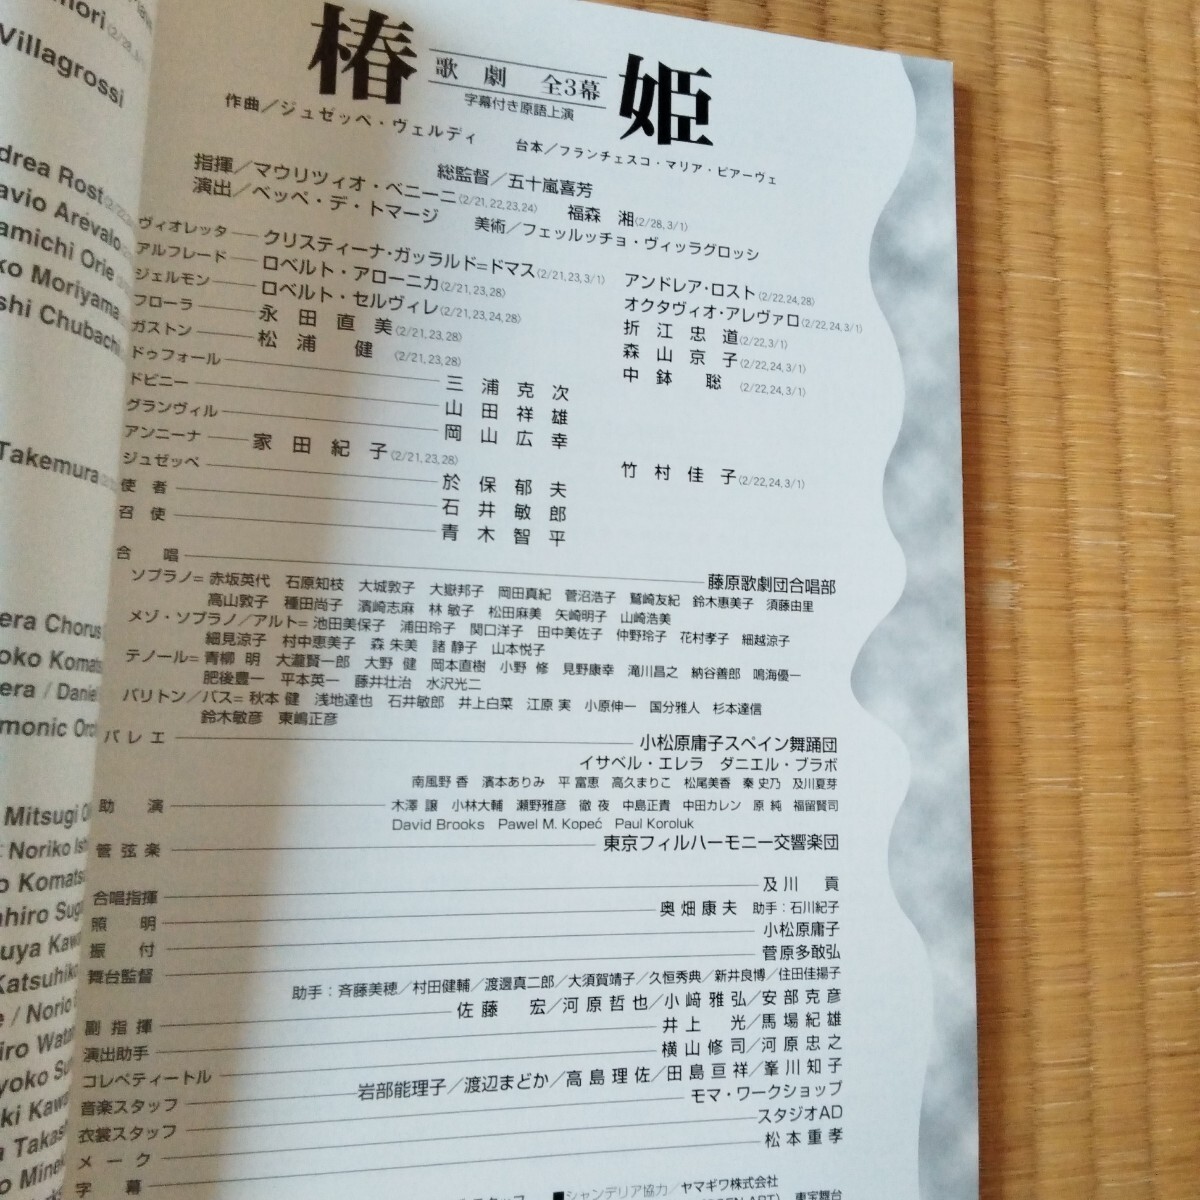 椿 歌劇 全3幕 姫
字幕付き原語上演
作曲／ジュゼッペ・ヴェルディ 台本／フランチェスコ・マリア・ピアーヴェ
総監督／五十嵐喜芳
指揮／マウリツィオ・ベニーニ(2/21,22,23,24) 福森 湘(2/28,3/1)
演出／ベッペ・デ・トマージ 美術／フェッルッチョ・ヴィッラグロッシ
ヴィオレッタ クリスティーナ・ガッラルド=ドマス(2/21,23,3/1) アンドレア・ロスト(2/22,24,28)
アルフレード ロベルト・アローニカ(2/21,23,28) オクタヴィオ・アレヴァロ(2/22,24,3/1)
ジェルモン ロベルト・セルヴィレ(2/21,23,24,28) 折江忠道(2/22,3/1)
フローラ 永田直美(2/21,23,28) 森山京子(2/22,24,3/1)
ガストン 松浦 健(2/21,23,28) 中鉢 聡(2/22,24,3/1)
ドゥフォール 三浦克次
ドビニー 山田祥雄
グランヴィル 岡山広幸
アンニーナ 家田紀子(2/21,23,28) 竹村佳子(2/22,24,3/1)
ジュゼッペ 於保郁夫
使者 石井敏郎
召使 青木智平
合唱 藤原歌劇団合唱部
ソプラノ= 赤坂英代 石原知枝 大城敦子 大嶽邦子 岡田真紀 菅沼浩子 鷲崎友紀 鈴木惠美子 須藤由里
高山敦子 種田尚子 濱崎志麻 林 敏子 松田麻美 矢崎明子 山崎浩美
メゾ・ソプラノ／アルト= 池田美保子 浦田玲子 関口洋子 田中美佐子 仲野玲子 花村孝子 細越涼子
細見涼子 村中恵美子 森 朱美 諸 静子 山本悦子
テノール= 青柳 明 大瀧賢一郎 大野 健 岡本直樹 小野 修 見野康幸 滝川昌之 納谷善郎 鳴海優一
肥後豊一 平本英一 藤井壮治 水沢光二
バリトン／バス= 秋本 健 浅地達也 石井敏郎 井上白菜 江原 実 小原伸一 国分雅人 杉本達信
鈴木敏彦 東嶋正彦
バレエ 小松原庸子スペイン舞踊団
イサベル・エレラ ダニエル・ブラボ
南風野 香 濱本ありみ 平 富恵 高久まりこ 松尾美香 秦 史乃 及川夏芽
助演 木澤 譲 小林大輔 瀬野雅彦 徹 夜 中島正貴 中田カレン 原 純 福留賢司
David Brooks Pawel M. Kopeć Paul Koroluk
管弦楽 東京フィルハーモニー交響楽団
合唱指揮 及川 貢
照明 奥畑康夫 助手：石川紀子
振付 小松原庸子
舞台監督 菅原多敢弘
助手：斉藤美穂／村田健輔／渡邊真二郎／大須賀靖子／久恒秀典／新井良博／住田佳揚子
副指揮 佐藤 宏／河原哲也／小﨑雅弘／安部克彦
演出助手 井上 光／馬場紀雄
コレペティートル 横山修司／河原忠之
音楽スタッフ 岩部能理子／渡辺まどか／高島理佐／田島亘祥／峯川知子
衣裳スタッフ モマ・ワークショップ
メーク スタジオAD
字幕 松本重孝
■シャンデリア協力／ヤマギワ株式会社
東宝舞台
Villagrossi
drea Rost
avio Arévalo
amichi Orie
ko Moriyama
shi Chubachi
Takemura
era Chorus
oko Komats
era / Danie
monic Orc
Mitsugi O
Noriko Ish
o Komats
hiro Sug
uya Kawa
Katsuhiko
e / Norio
iro Wata
yoko Su
ki Kawa
a Takas
o Mine